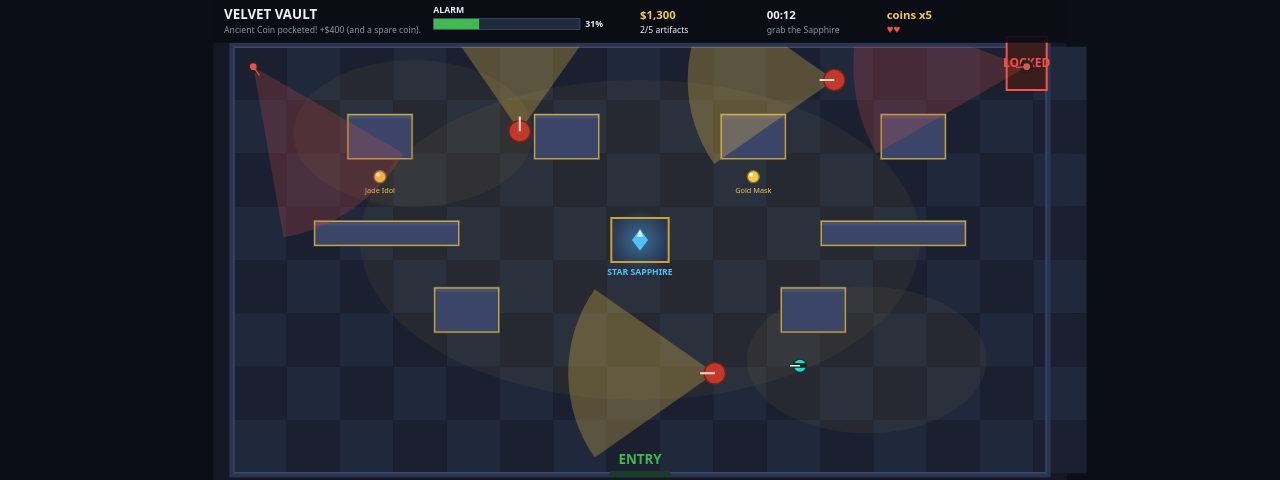 VELVET VAULT
Ancient Coin pocketed! +$400 (and a spare coin).
ALARM
31%
$1,300
2/5 artifacts
00:12
grab the Sapphire
coins x5
♥♥
LOCKED
Jade Idol
Gold Mask
STAR SAPPHIRE
ENTRY